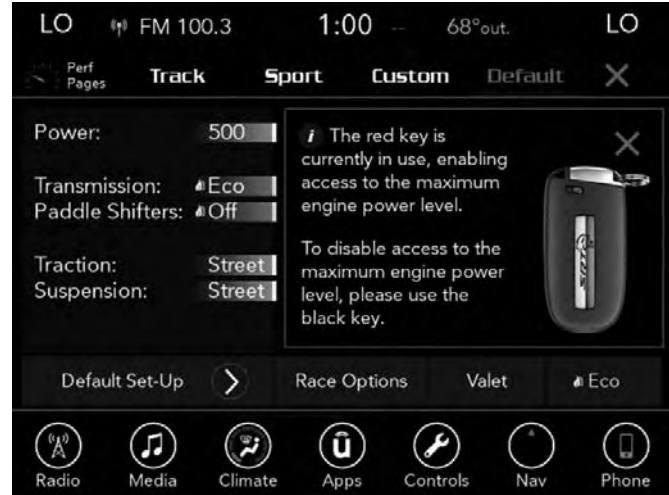 LO FM 100.3 1:00 -- 68°out. LO
Perf
Pages
Track Sport Custom Default X
Power: 500
Transmission: Eco
Paddle Shifters: Off
Traction: Street
Suspension: Street
i The red key is
currently in use, enabling
access to the maximum
engine power level.
To disable access to the
maximum engine power
level, please use the
black key.
Default Set-Up > Race Options Valet Eco
Radio Media Climate Apps Controls Nav Phone